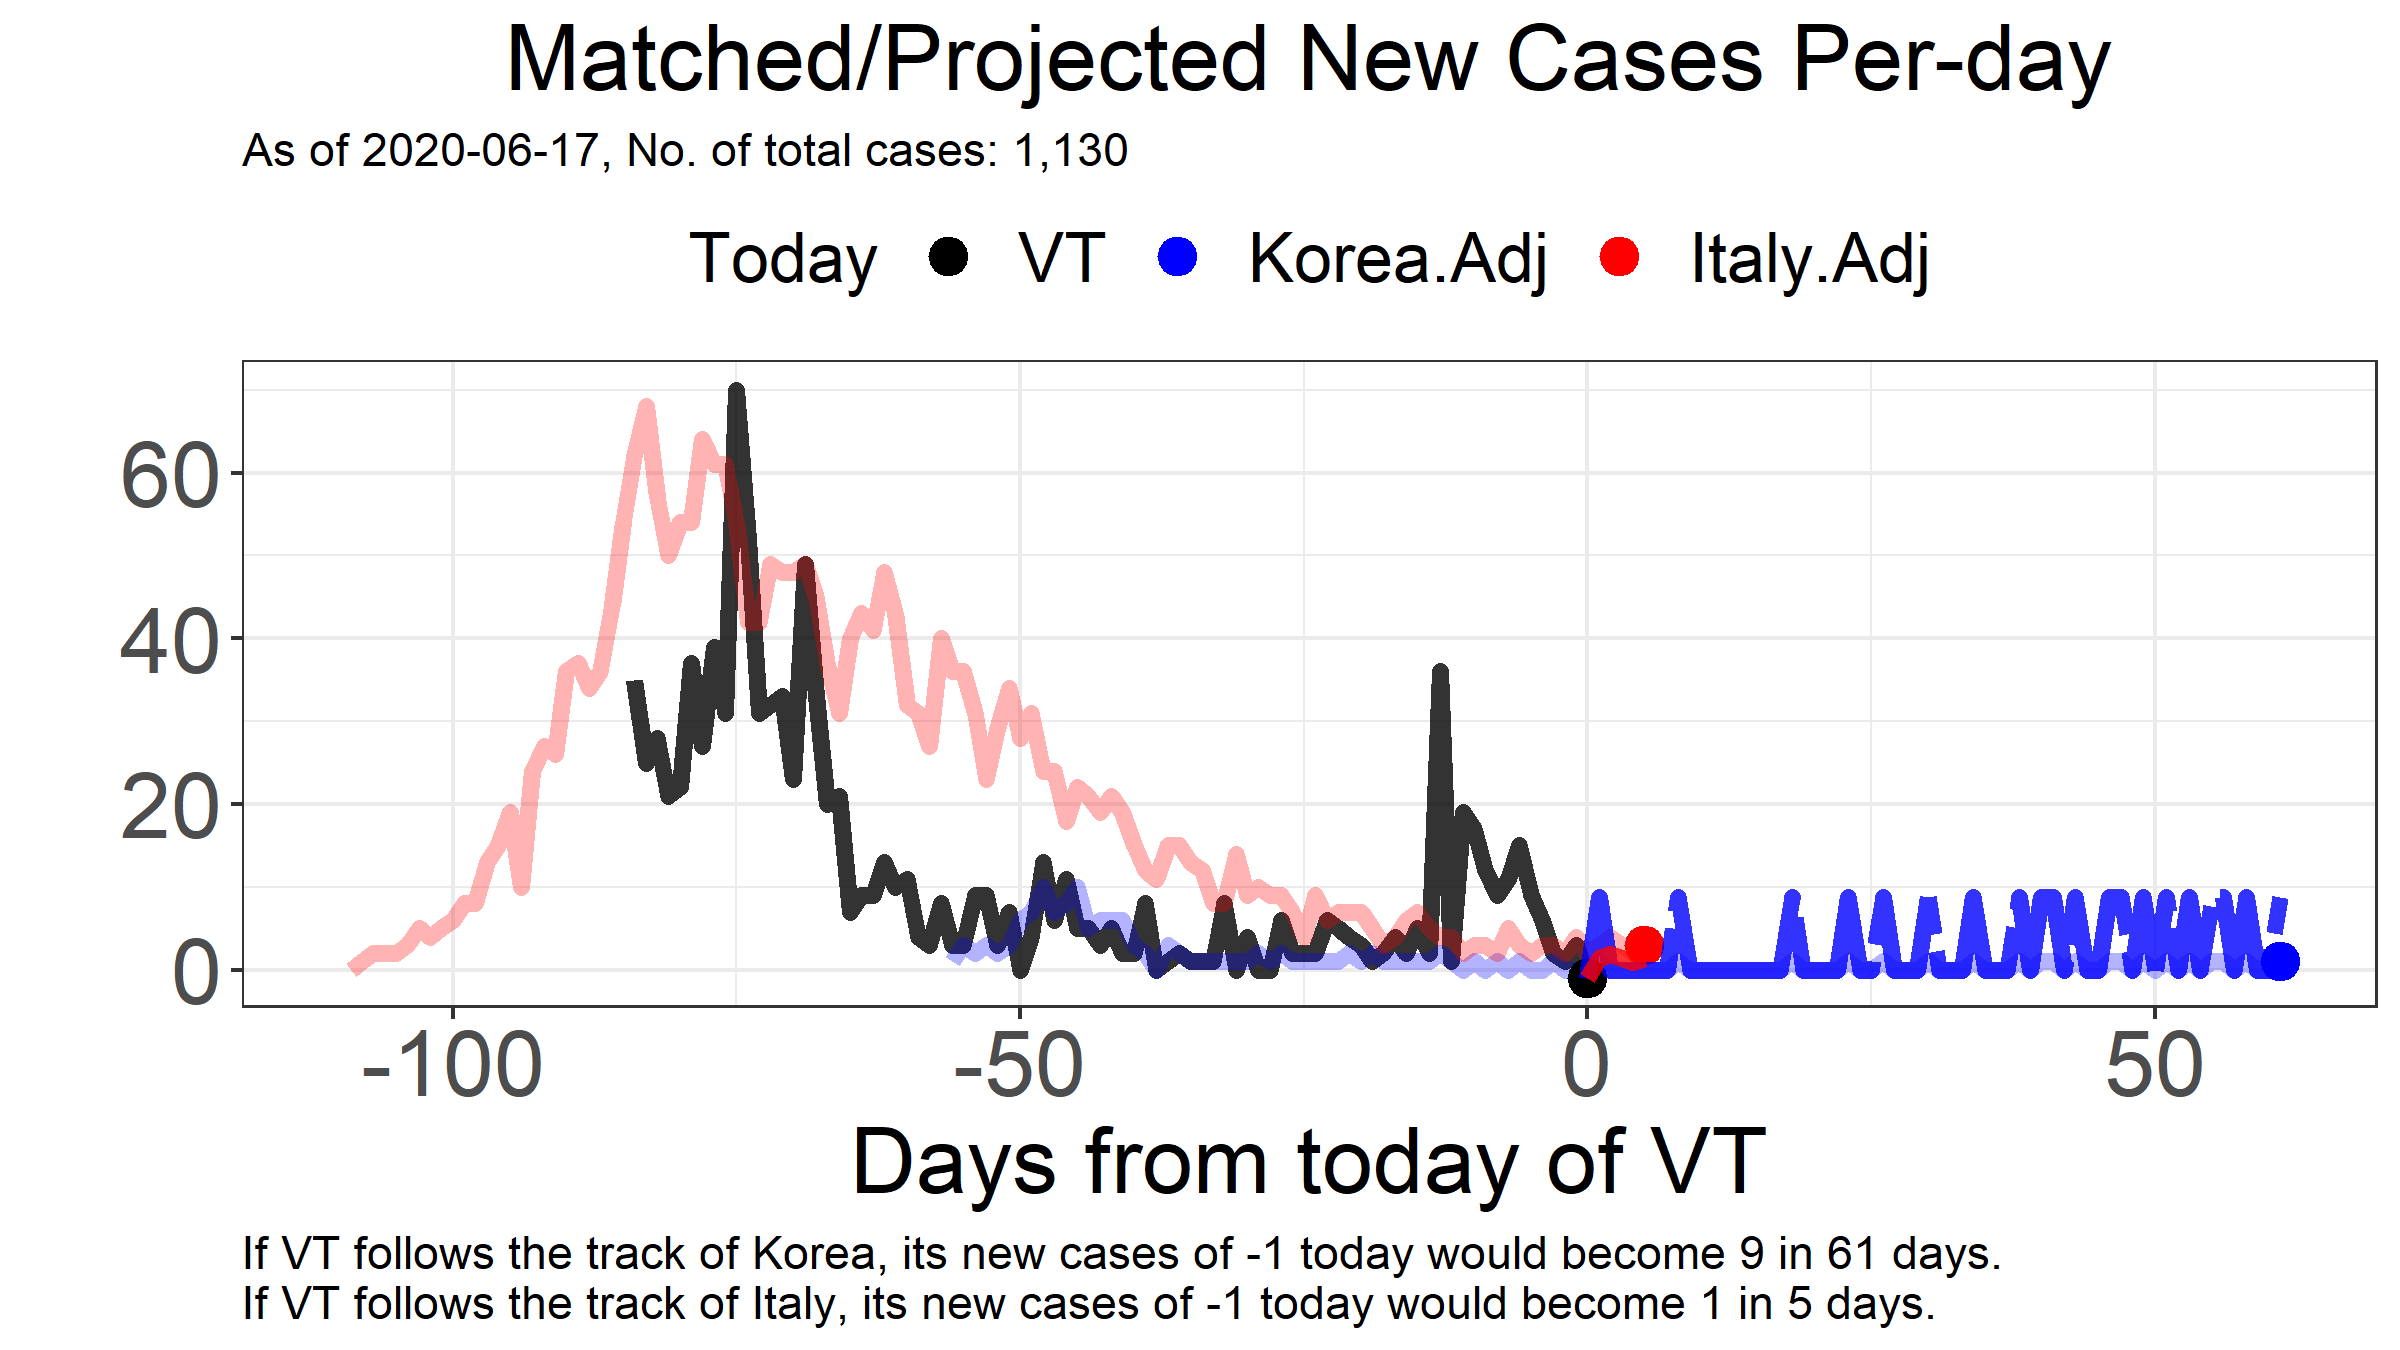 Matched/Projected New Cases Per-day
As of 2020-06-17, No. of total cases: 1,130
Today VT Korea.Adj Italy.Adj
60
40
20
0
-100 -50 0 50
Days from today of VT
If VT follows the track of Korea, its new cases of -1 today would become 9 in 61 days.
If VT follows the track of Italy, its new cases of -1 today would become 1 in 5 days.